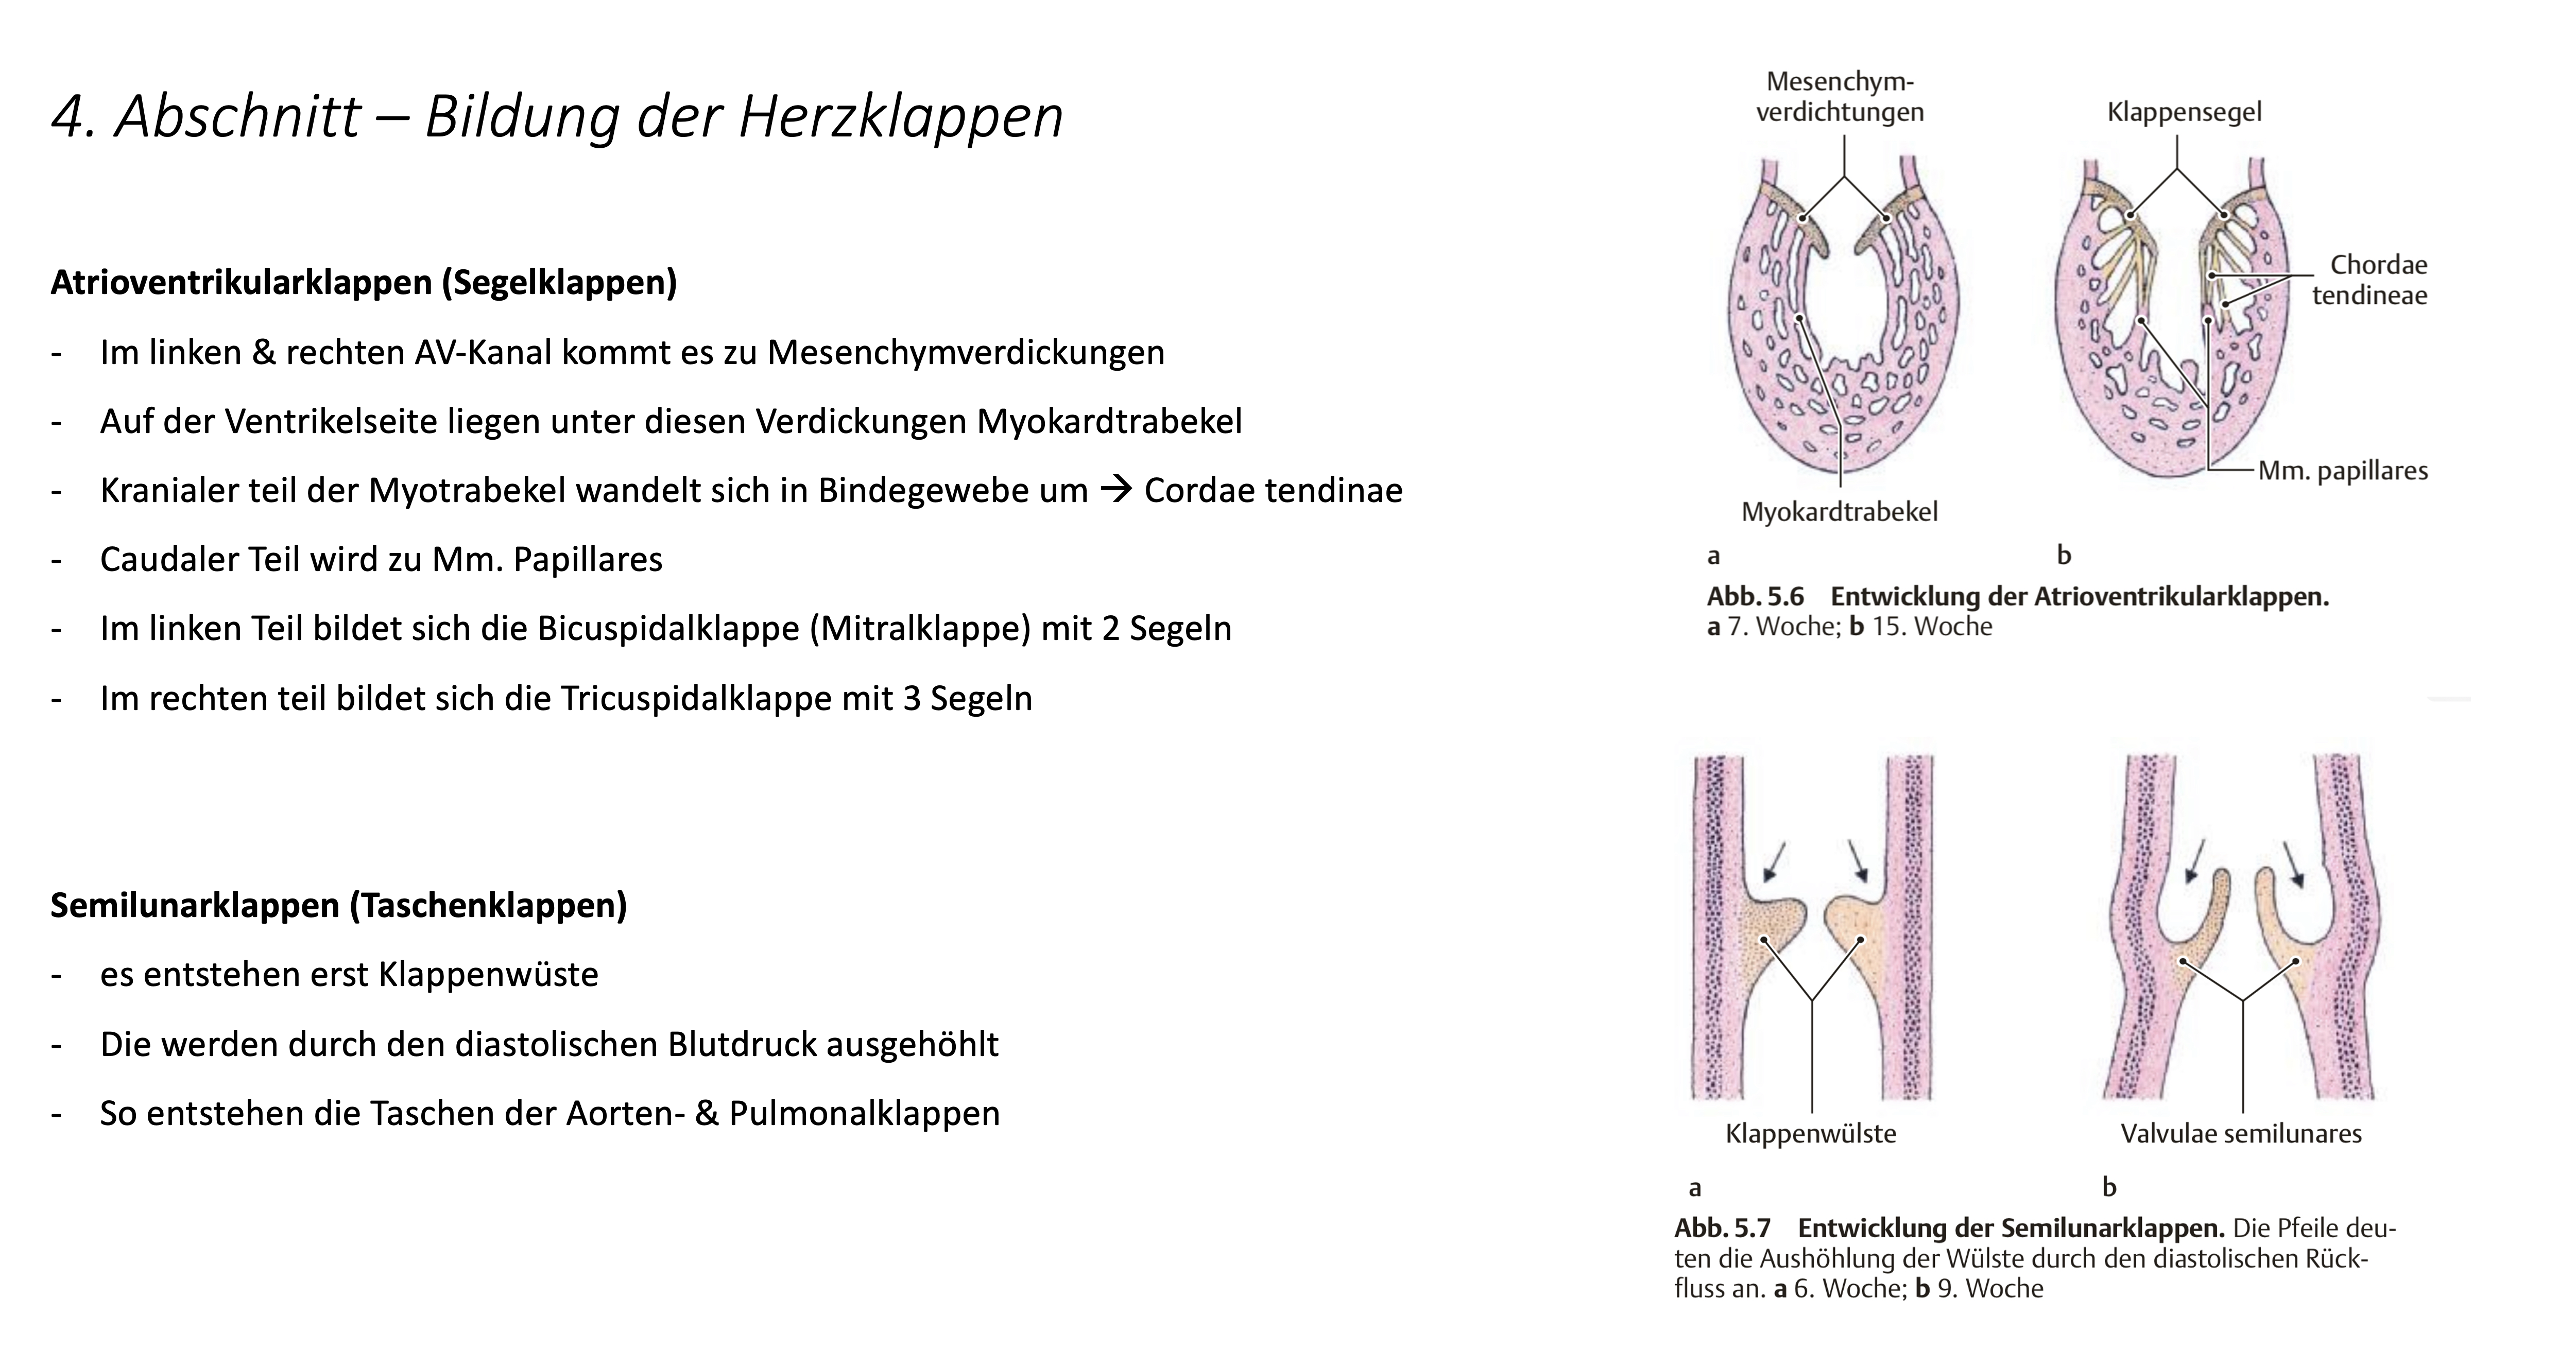 4. Abschnitt – Bildung der Herzklappen
Atrioventrikularklappen (Segelklappen)
- Im linken & rechten AV-Kanal kommt es zu Mesenchymverdickungen
- Auf der Ventrikelseite liegen unter diesen Verdickungen Myokardtrabekel
- Kranialer teil der Myotrabekel wandelt sich in Bindegewebe um → Cordae tendinae
- Caudaler Teil wird zu Mm. Papillares
- Im linken Teil bildet sich die Bicuspidalklappe (Mitralklappe) mit 2 Segeln
- Im rechten teil bildet sich die Tricuspidalklappe mit 3 Segeln
Semilunarklappen (Taschenklappen)
- es entstehen erst Klappenwüste
- Die werden durch den diastolischen Blutdruck ausgehöhlt
- So entstehen die Taschen der Aorten- & Pulmonalklappen
Mesenchym-
verdichtungen
Klappensegel
Chordae
tendineae
Mm. papillares
Myokardtrabekel
a
b
Abb. 5.6 Entwicklung der Atrioventrikularklappen.
a 7. Woche; b 15. Woche
Klappenwülste
Valvulae semilunares
a
b
Abb. 5.7 Entwicklung der Semilunarklappen. Die Pfeile deu-
ten die Aushöhlung der Wülste durch den diastolischen Rück-
fluss an. a 6. Woche; b 9. Woche